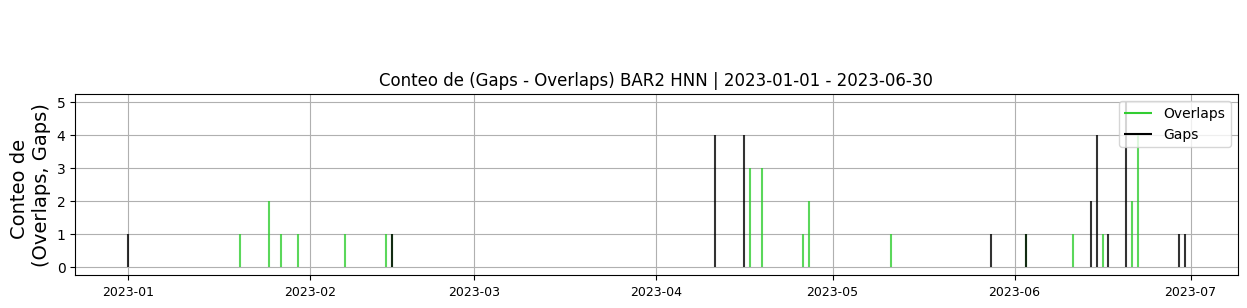 Conteo de (Gaps - Overlaps) BAR2 HNN | 2023-01-01 - 2023-06-30
Conteo de
(Overlaps, Gaps)
5
4
3
2
1
0
Overlaps
Gaps
2023-01
2023-02
2023-03
2023-04
2023-05
2023-06
2023-07